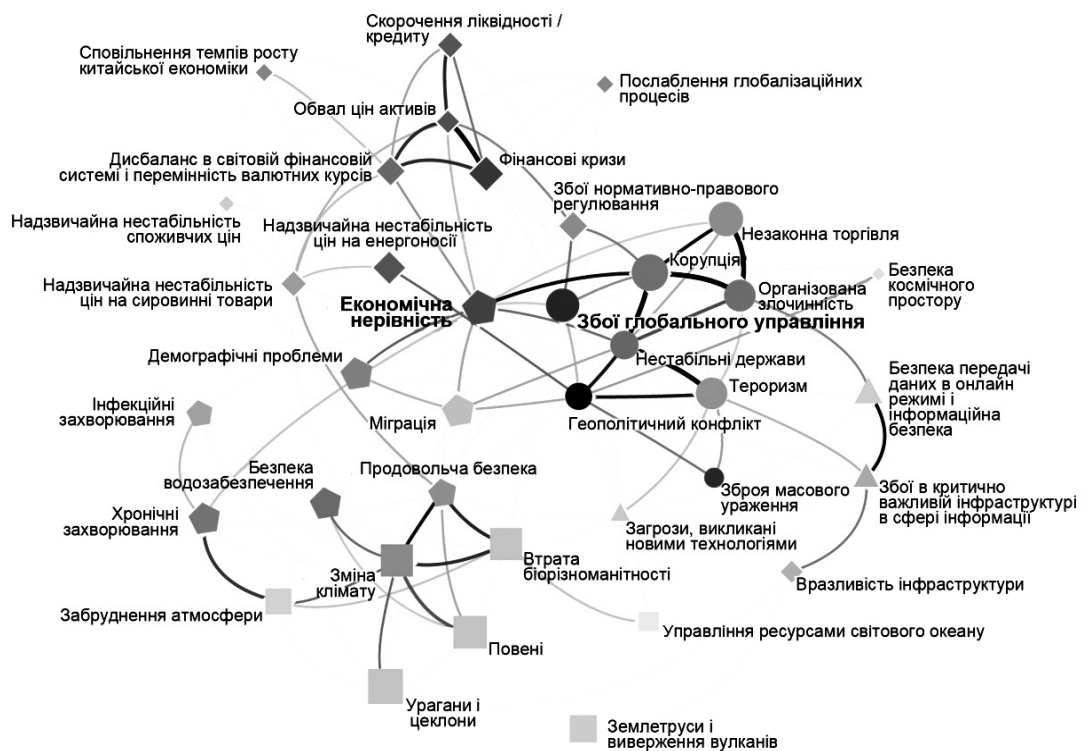 Скорочення ліквідності /
кредиту
Сповільнення темпів росту
китайської економіки
Послаблення глобалізаційних
процесів
Обвал цін активів
Дисбаланс в світовій фінансовій
системі і перемінність валютних курсів
Фінансові кризи
Збої нормативно-правового
регулювання
Надзвичайна нестабільність
споживчих цін
Надзвичайна нестабільність
цін на енергоносії
Незаконна торгівля
Корупція
Безпека
космічного
простору
Надзвичайна нестабільність
цін на сировинні товари
Організована
злочинність
Економічна
нерівність
Збої глобального управління
Демографічні проблеми
Нестабільні держави
Тероризм
Безпека передачі
даних в онлайн
режимі і
інформаційна
безпека
Інфекційні
захворювання
Міграція
Геополітичний конфлікт
Безпека
водозабезпечення
Продовольча безпека
Зброя масового
ураження
Збої в критично
важливій інфраструктурі
в сфері інформації
Хронічні
захворювання
Загрози, викликані
новими технологіями
Втрата
біорізноманітності
Зміна
клімату
Вразливість інфраструктури
Забруднення атмосфери
Управління ресурсами світового океану
Повені
Урагани і
цеклони
Землетруси і
виверження вулканів